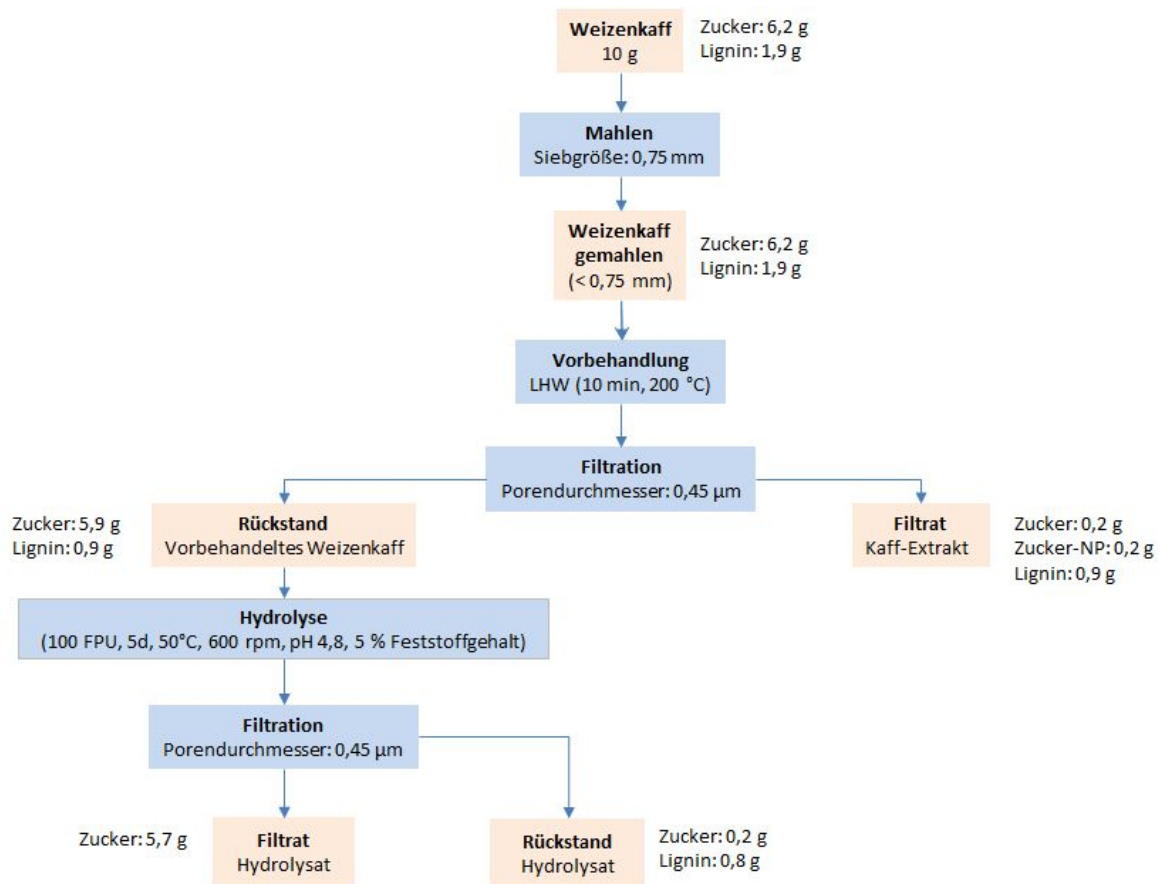 Weizenkaff
10 g
Zucker: 6,2 g
Lignin: 1,9 g
Mahlen
Siebgröße: 0,75 mm
Weizenkaff
gemahlen
(< 0,75 mm)
Zucker: 6,2 g
Lignin: 1,9 g
Vorbehandlung
LHW (10 min, 200 °C)
Filtration
Porendurchmesser: 0,45 µm
Zucker: 5,9 g
Lignin: 0,9 g
Rückstand
Vorbehandeltes Weizenkaff
Filtrat
Kaff-Extrakt
Zucker: 0,2 g
Zucker-NP: 0,2 g
Lignin: 0,9 g
Hydrolyse
(100 FPU, 5d, 50°C, 600 rpm, pH 4,8, 5 % Feststoffgehalt)
Filtration
Porendurchmesser: 0,45 µm
Zucker: 5,7 g
Filtrat
Hydrolysat
Rückstand
Hydrolysat
Zucker: 0,2 g
Lignin: 0,8 g